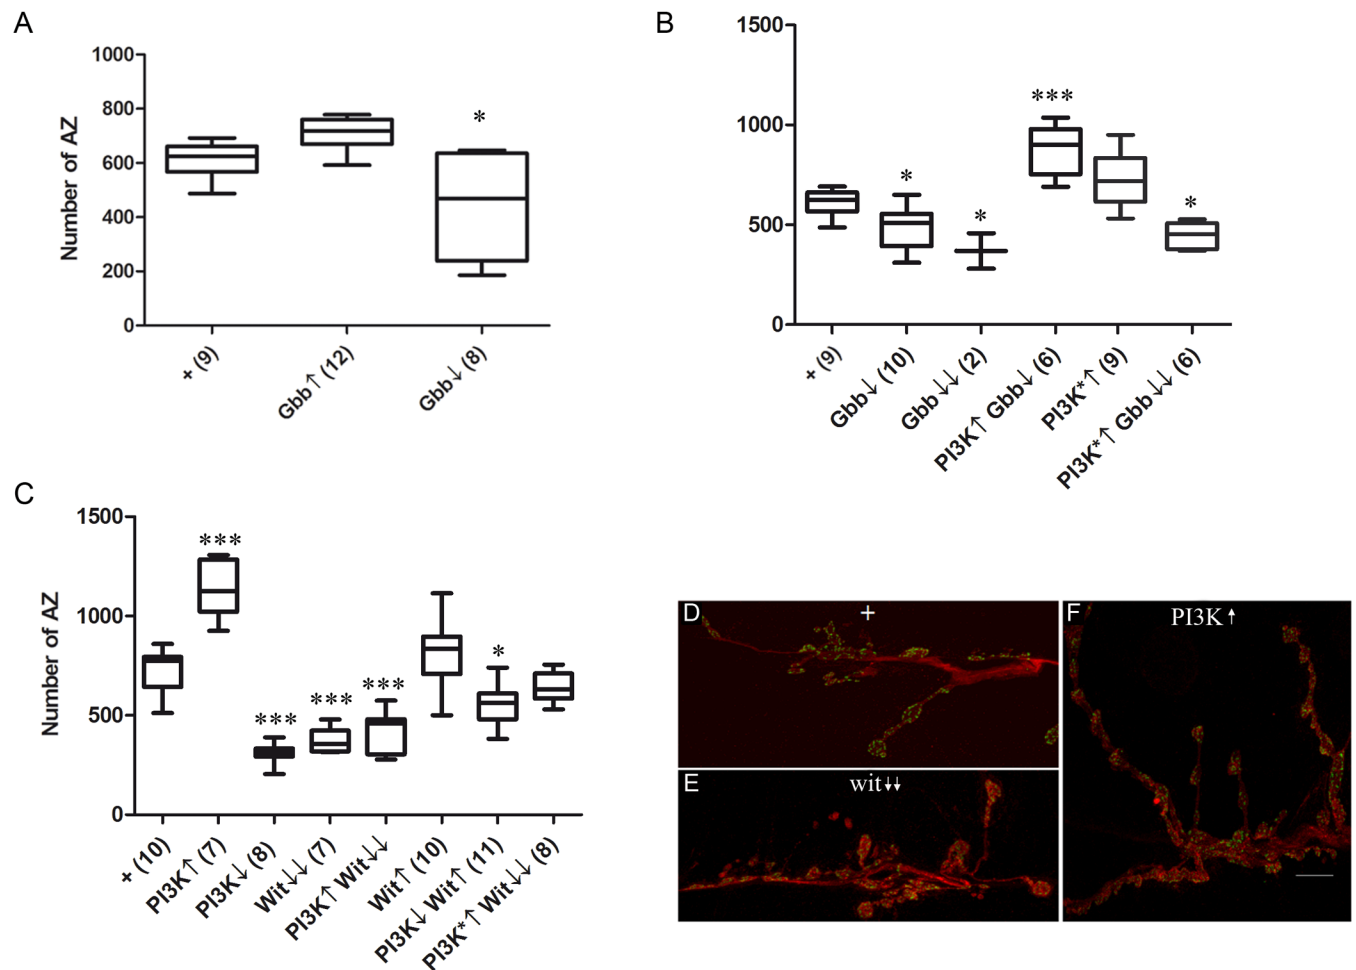 A
Number of AZ
1000
800
600
400
200
0
*
+ (9)
Gbb↑ (12)
Gbb↓ (8)
B
1500
1000
500
0
*
*
***
*
+ (9)
Gbb↓ (10)
Gbb↓↓ (2)
PI3K↑ Gbb↓ (6)
PI3K*↑ (9)
PI3K*↑ Gbb↓↓ (6)
C
Number of AZ
1500
1000
500
0
***
***
***
***
*
+ (10)
PI3K↑ (7)
PI3K↓ (8)
Wit↓↓ (7)
PI3K↑ Wit↓↓
Wit↑ (10)
PI3K↓ Wit↑ (11)
PI3K*↑ Wit↓↓ (8)
D
+
E
wit↓↓
F
PI3K↑